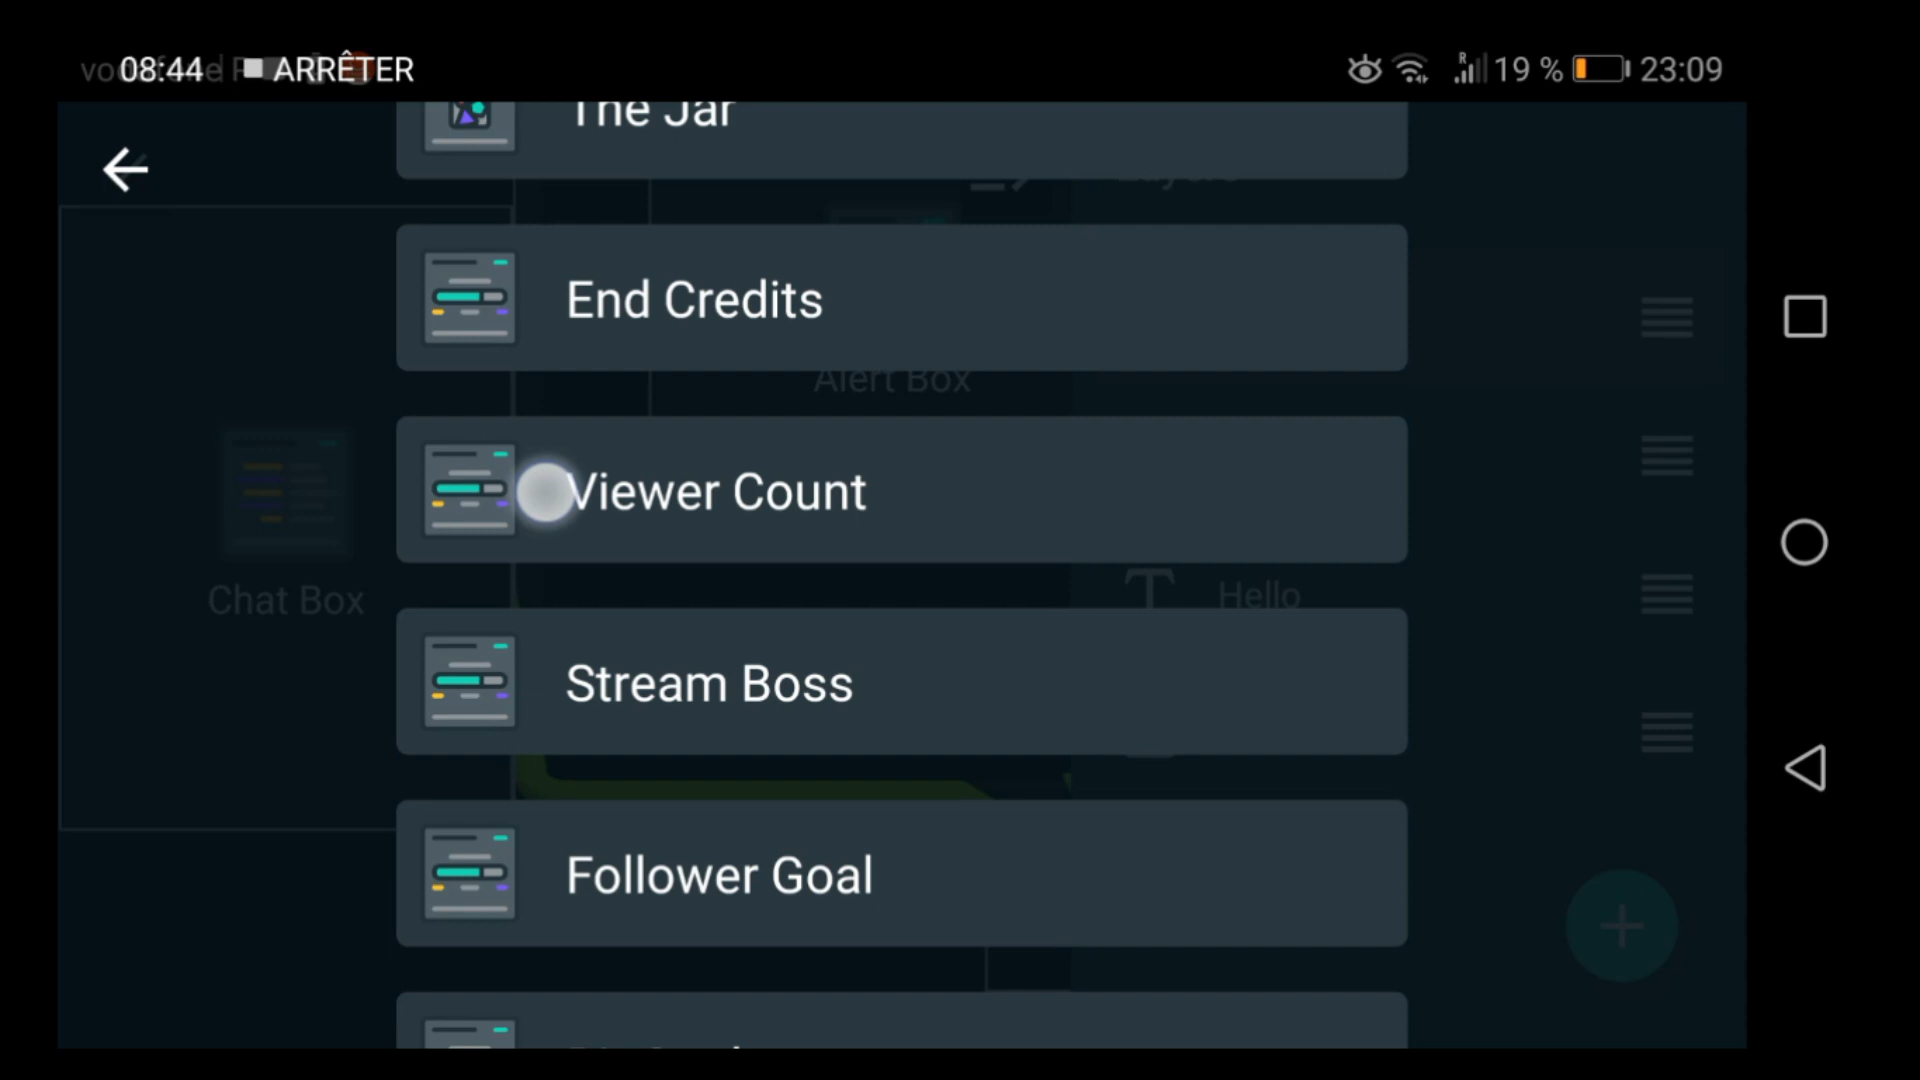 08:44 ARRÊTER
19 % 23:09
The Jar
End Credits
Alert Box
Viewer Count
Chat Box
Hello
Stream Boss
Follower Goal